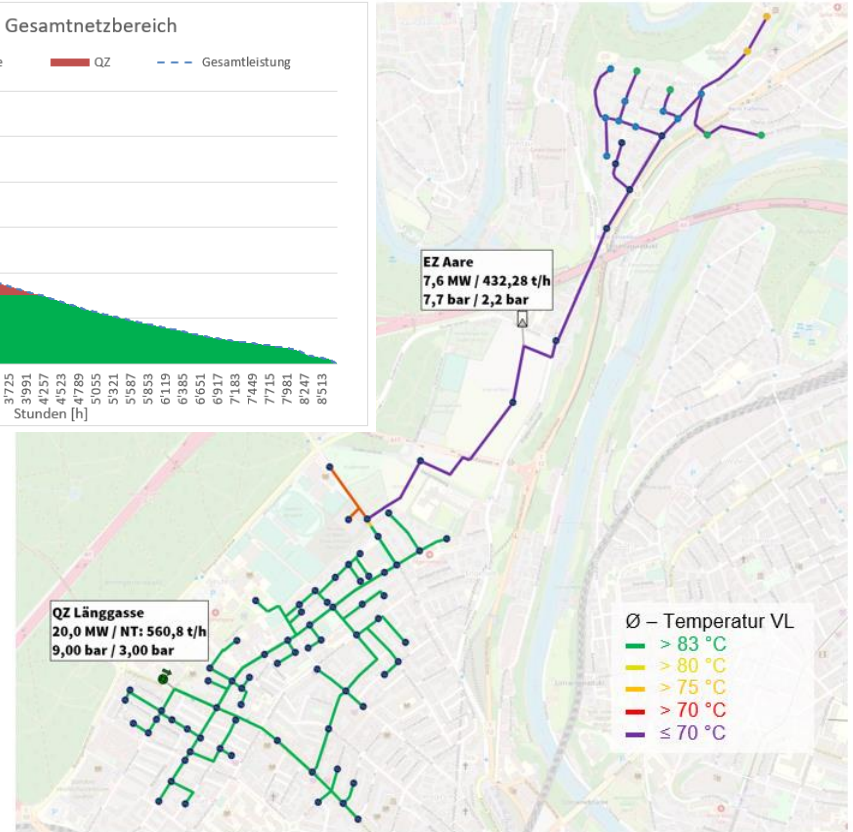 Gesamtnetzbereich
e
QZ
Gesamtleistung
3'725
3'991
4'257
4'523
4'789
5'055
5'321
5'587
5'853
6'119
6'385
6'651
6'917
7'183
7'449
7'715
7'981
8'247
8'513
Stunden [h]
EZ Aare
7,6 MW / 432,28 t/h
7,7 bar / 2,2 bar
QZ Länggasse
20,0 MW / NT: 560,8 t/h
9,00 bar / 3,00 bar
Ø – Temperatur VL
> 83 °C
> 80 °C
> 75 °C
> 70 °C
≤ 70 °C